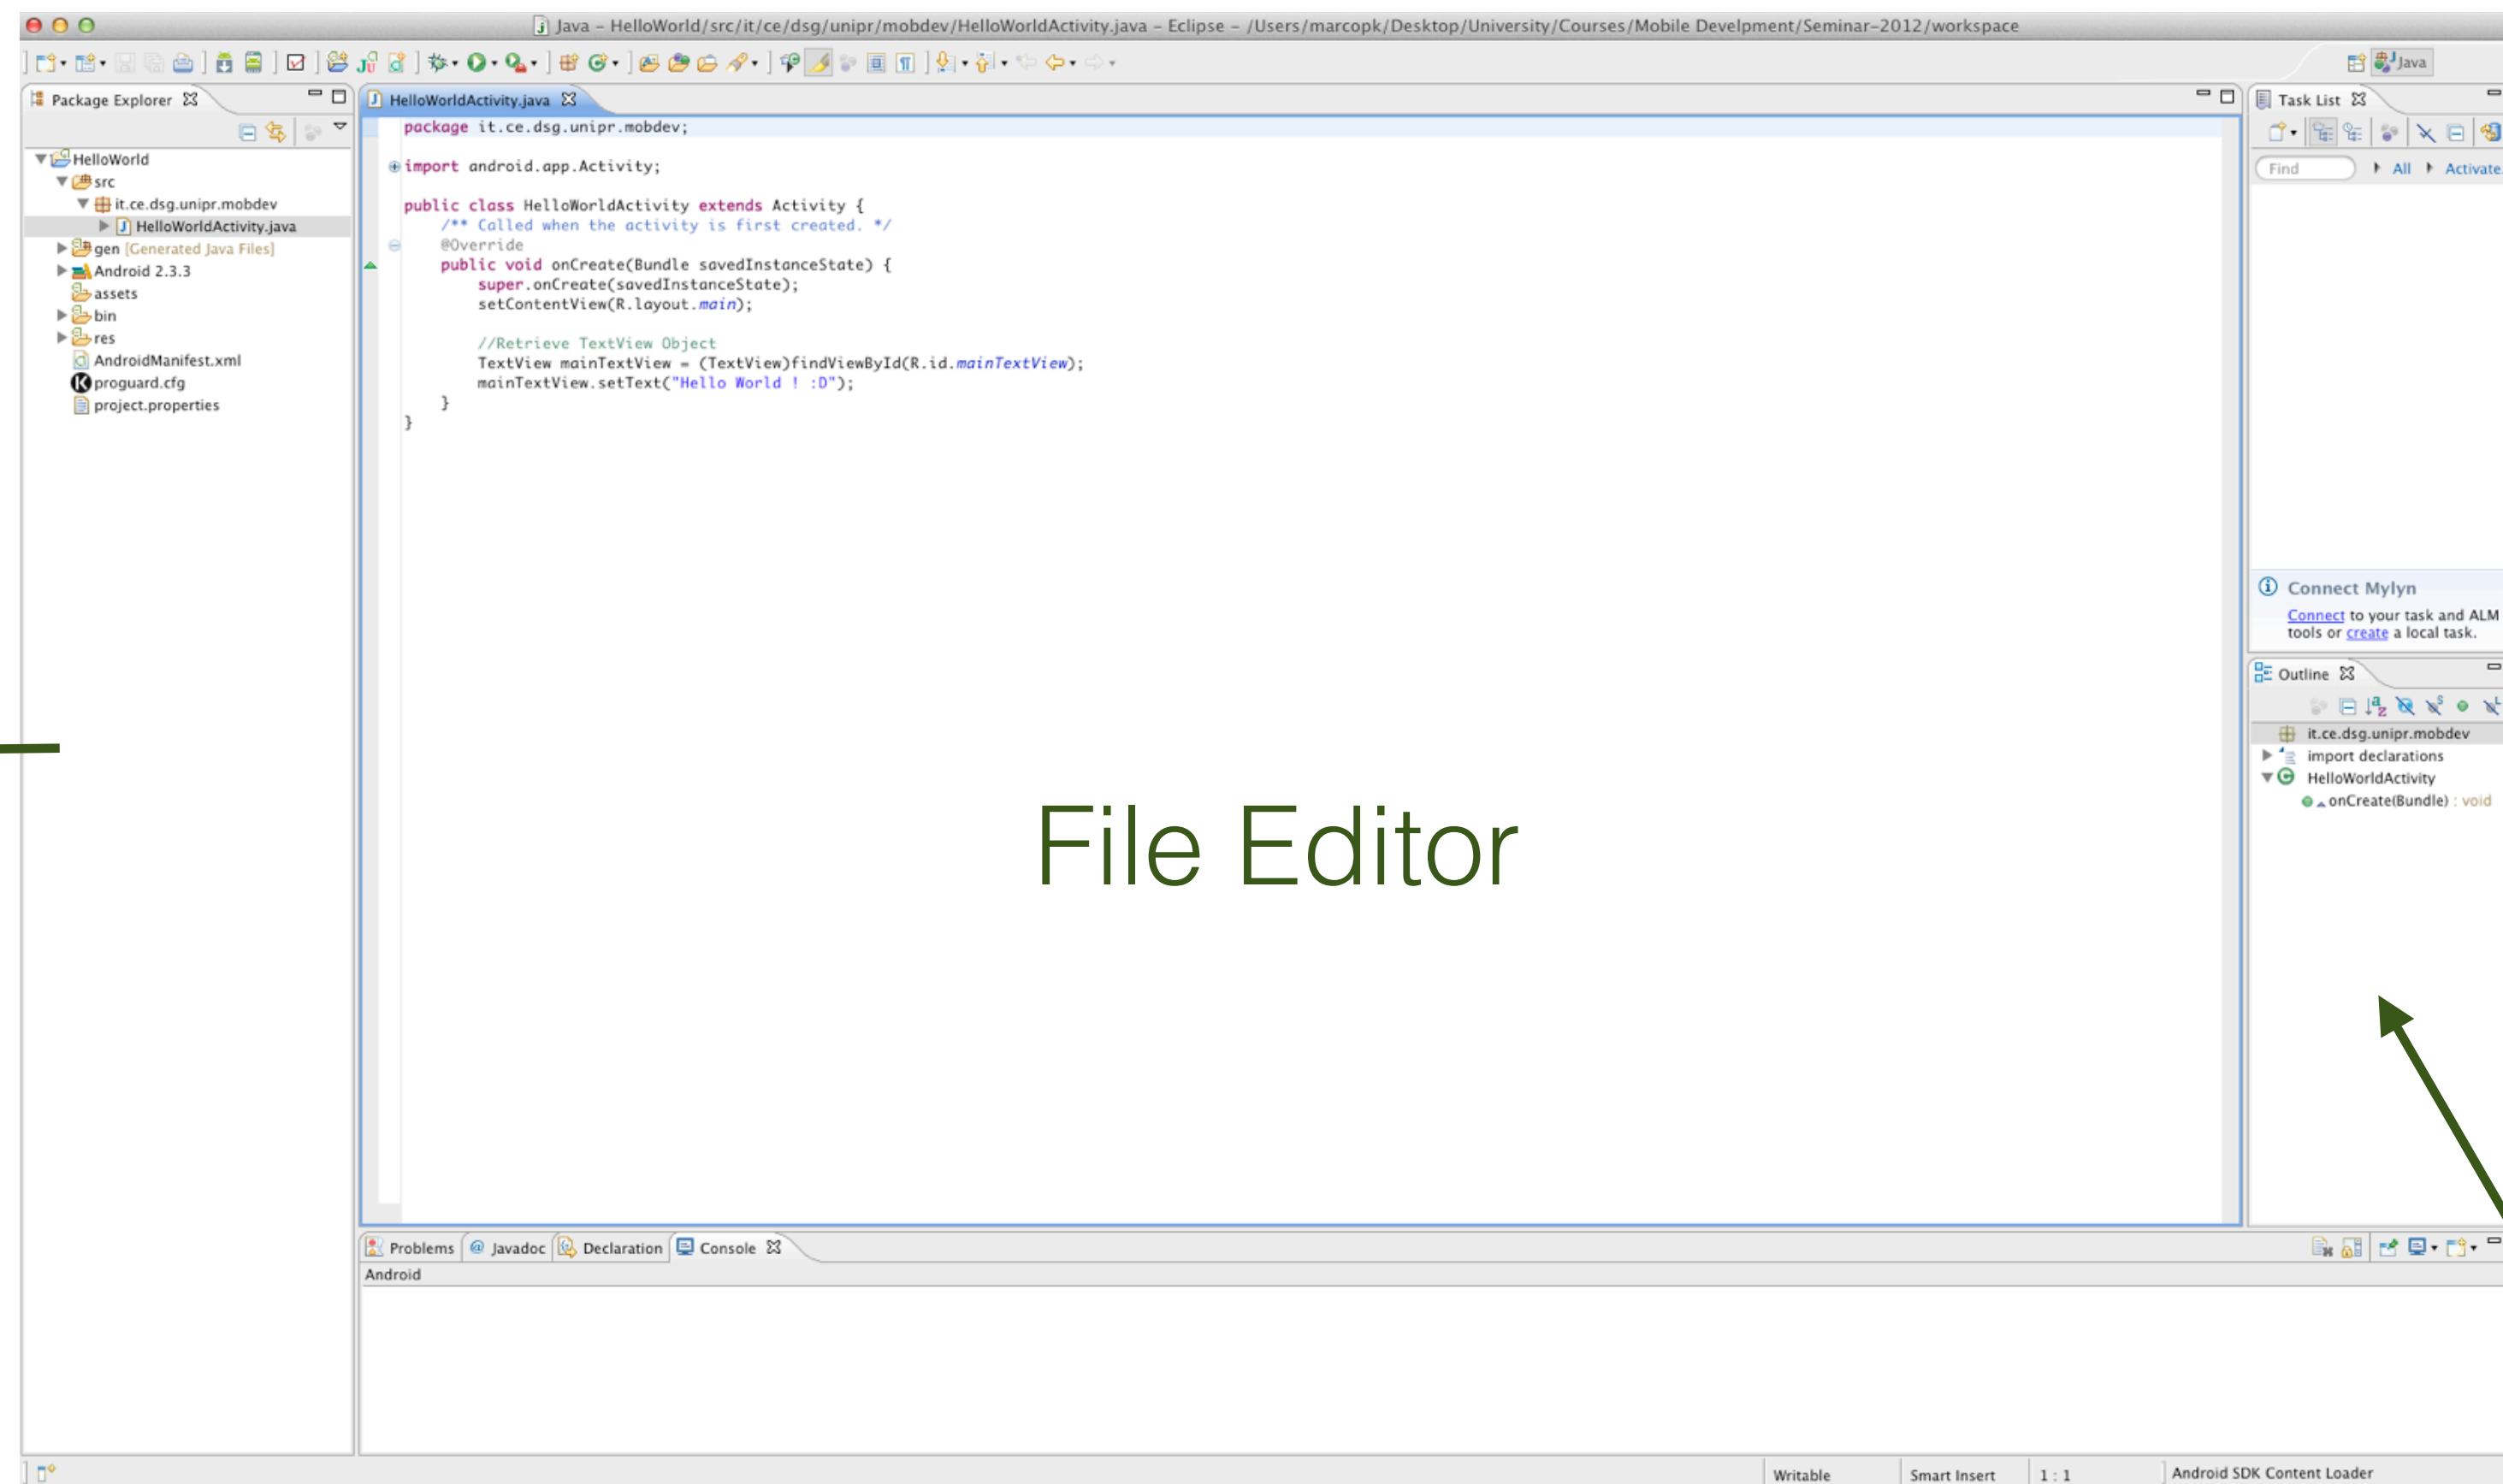 Java – HelloWorld/src/it/ce/dsg/unipr/mobdev/HelloWorldActivity.java – Eclipse – /Users/marcopk/Desktop/University/Courses/Mobile Develpment/Seminar-2012/workspace
Java
Package Explorer
HelloWorld
src
it.ce.dsg.unipr.mobdev
HelloWorldActivity.java
gen [Generated Java Files]
Android 2.3.3
assets
bin
res
AndroidManifest.xml
proguard.cfg
project.properties
HelloWorldActivity.java
package it.ce.dsg.unipr.mobdev;
import android.app.Activity;
public class HelloWorldActivity extends Activity {
/** Called when the activity is first created. */
@Override
public void onCreate(Bundle savedInstanceState) {
super.onCreate(savedInstanceState);
setContentView(R.layout.main);
//Retrieve TextView Object
TextView mainTextView = (TextView)findViewById(R.id.mainTextView);
mainTextView.setText("Hello World ! :D");
}
}
File Editor
Task List
Find All Activate
Connect Mylyn
Connect to your task and ALM
tools or create a local task.
Outline
it.ce.dsg.unipr.mobdev
import declarations
HelloWorldActivity
onCreate(Bundle) : void
Problems @ Javadoc Declaration Console
Android
Writable Smart Insert 1 : 1 Android SDK Content Loader